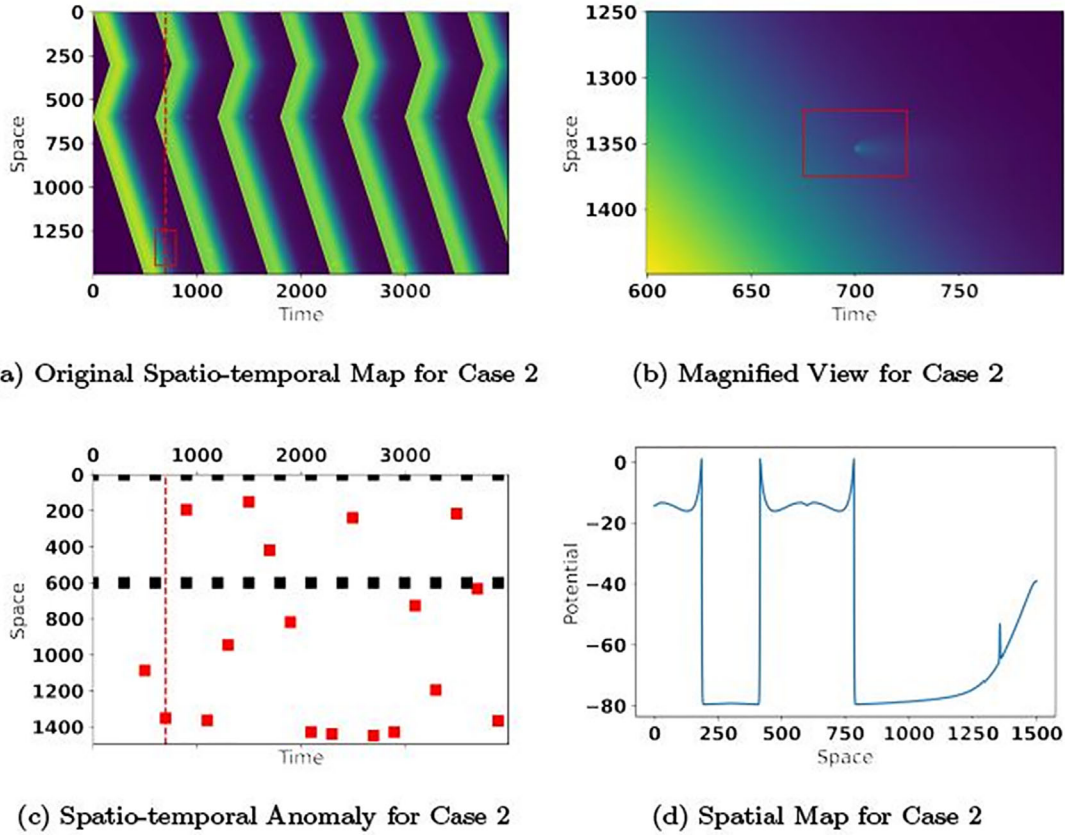 0
250
500
750
1000
1250
Space
0 1000 2000 3000
Time
a) Original Spatio-temporal Map for Case 2
1250
1300
1350
1400
Space
600 650 700 750
Time
(b) Magnified View for Case 2
0 1000 2000 3000
0
200
400
600
800
1000
1200
1400
Space
Time
(c) Spatio-temporal Anomaly for Case 2
0
−20
−40
−60
−80
Potential
0 250 500 750 1000 1250 1500
Space
(d) Spatial Map for Case 2